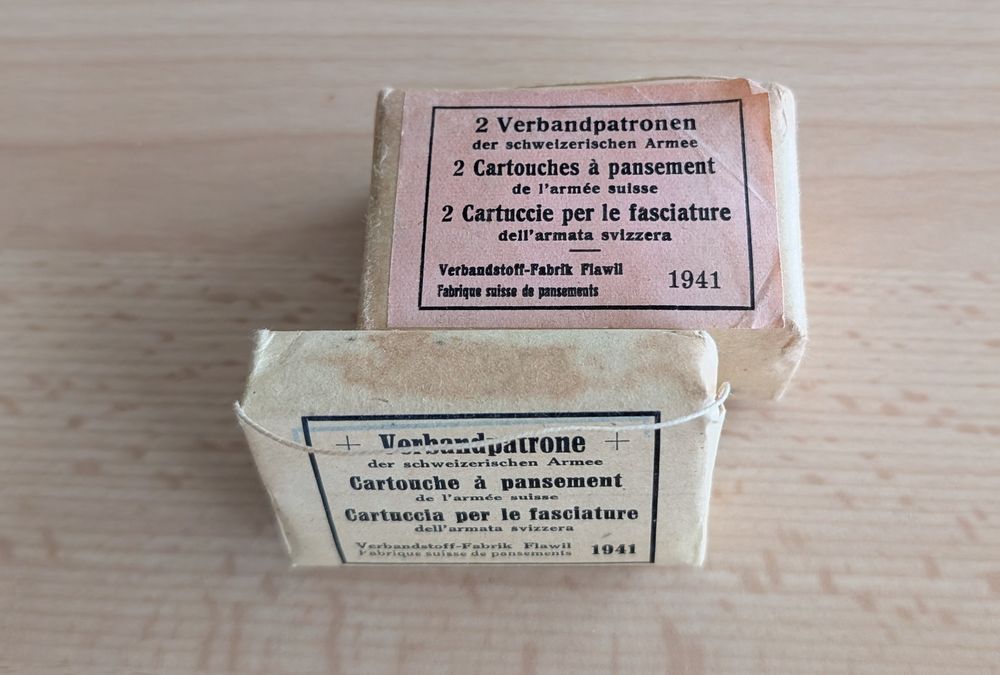 2 Verbandpatronen
der schweizerischen Armee
2 Cartouches à pansement
de l'armée suisse
2 Cartuccie per le fasciature
dell'armata svizzera
Verbandstoff-Fabrik Flawil
Fabrique suisse de pansements
1941
+ Verbandpatrone +
der schweizerischen Armee
Cartouche à pansement
de l'armée suisse
Cartuccia per le fasciature
dell'armata svizzera
Verbandstoff-Fabrik Flawil
Fabrique suisse de pansements
1941